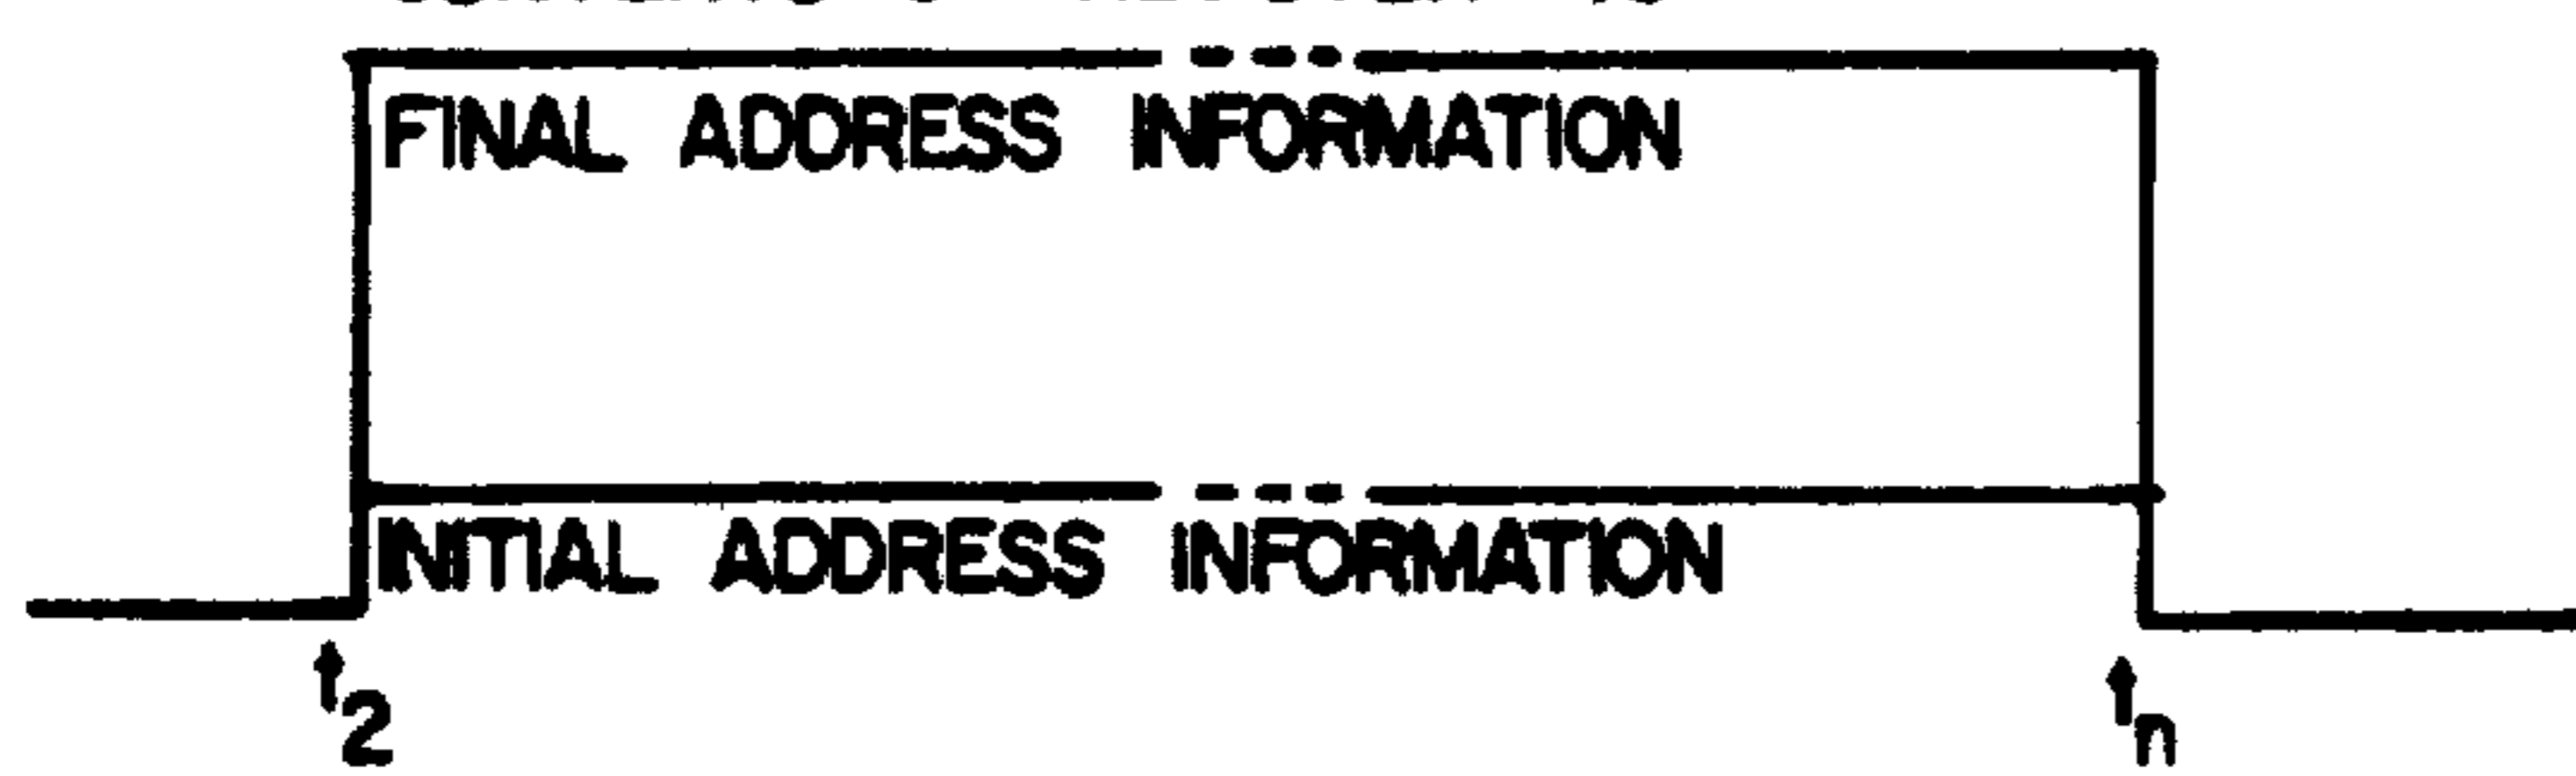 FINAL ADDRESS INFORMATION
INITIAL ADDRESS INFORMATION
t2 tn